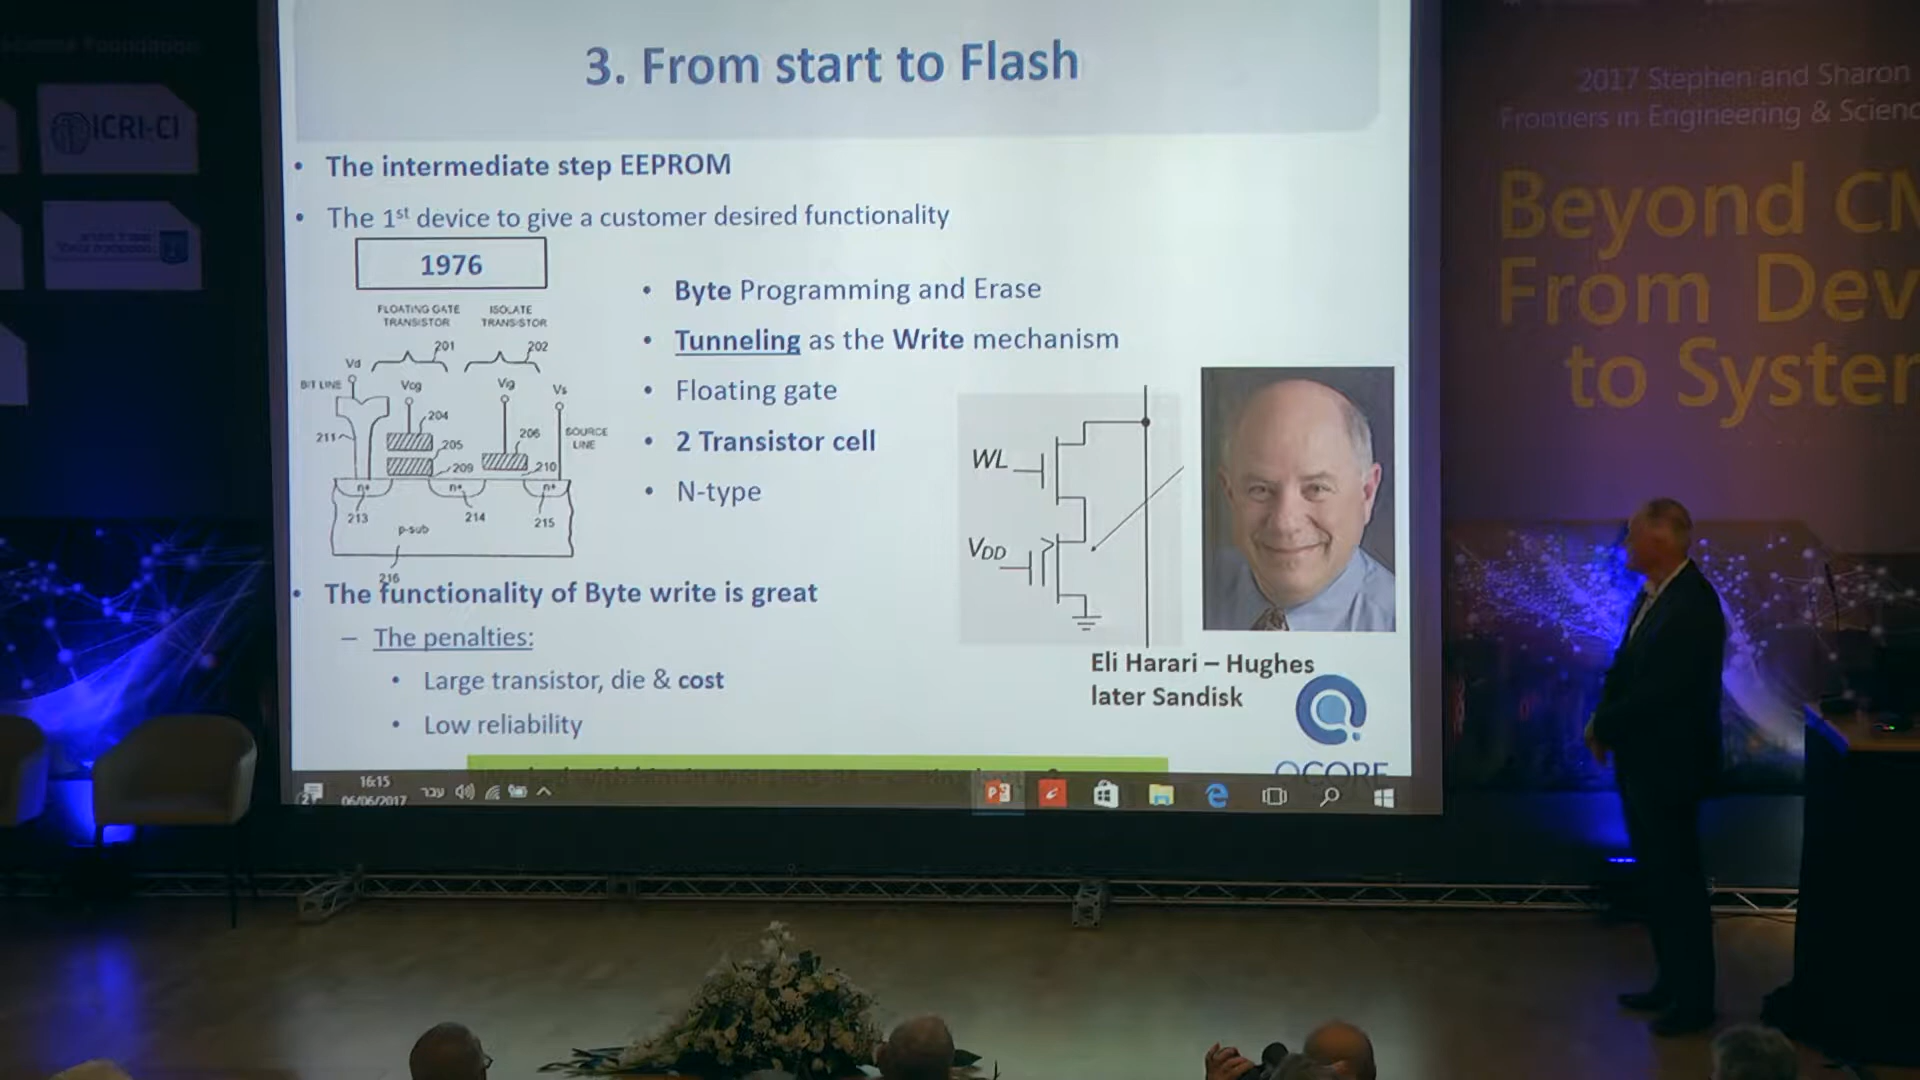 3. From start to Flash
• The intermediate step EEPROM
• The 1st device to give a customer desired functionality
1976
FLOATING GATE
TRANSISTOR
ISOLATE
TRANSISTOR
201
202
Vd
BIT LINE
Vcg
Vig
Vs
204
211
205
206
SOURCE
LINE
209
210
n+
n+
n+
213
214
215
p-sub
216
• Byte Programming and Erase
• Tunneling as the Write mechanism
• Floating gate
• 2 Transistor cell
• N-type
WL
VDD
• The functionality of Byte write is great
– The penalties:
• Large transistor, die & cost
• Low reliability
Eli Harari – Hughes
later Sandisk
QCORE
16:15
06/06/2017
עבר
ICRI-CI
2017 Stephen and Sharon
Frontiers in Engineering & Scienc
Beyond CM
From Dev
to System